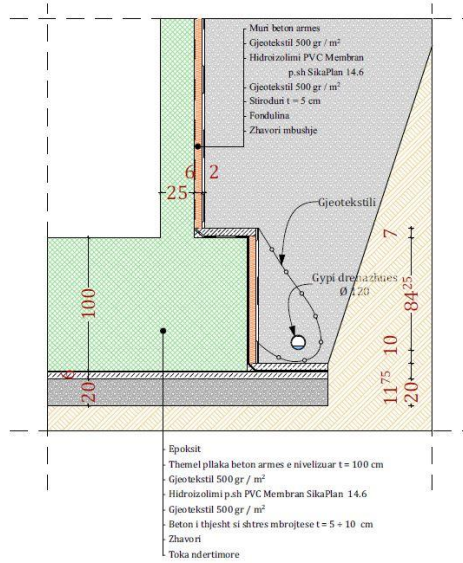 Muri beton armes
Gjeotekstil 500 gr / m²
Hidroizolimi PVC Membran
p.sh SikaPlan 14.6
Gjeotekstil 500 gr / m²
Stiroduri t = 5 cm
Fondulina
Zhavori mbushje
6 2
25
Gjeotekstili
7
Gypi drenazhues
Ø 120
84 25
100
10
11 75
20
20
Epoksit
Themel pllaka beton armes e nivelizuar t = 100 cm
Gjeotekstil 500 gr / m²
Hidroizolimi p.sh PVC Membran SikaPlan 14.6
Gjeotekstil 500 gr / m²
Beton i thjesht si shtres mbrojtese t = 5 ÷ 10 cm
Zhavori
Toka ndertimore